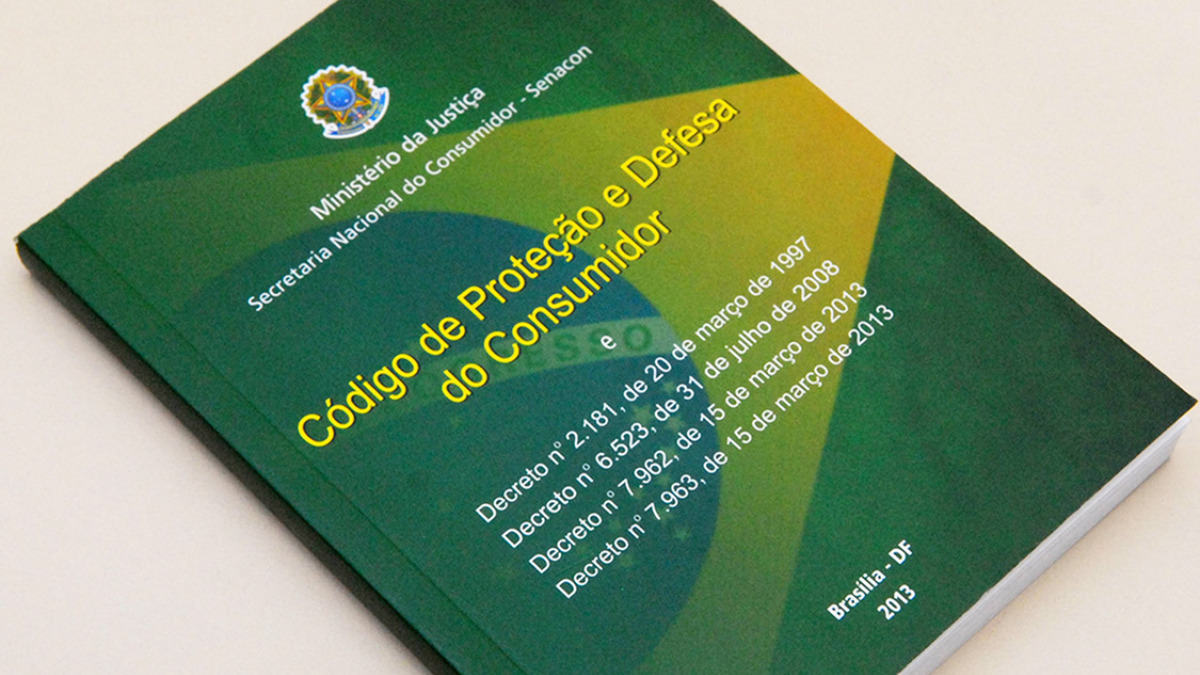 Ministério da Justiça
Secretaria Nacional do Consumidor - Senacon
Código de Proteção e Defesa
do Consumidor
e
ESSO
Decreto nº 2.181, de 20 de março de 1997
Decreto nº 6.523, de 31 de julho de 2008
Decreto nº 7.962, de 15 de março de 2013
Decreto nº 7.963, de 15 de março de 2013
Brasília - DF
2013